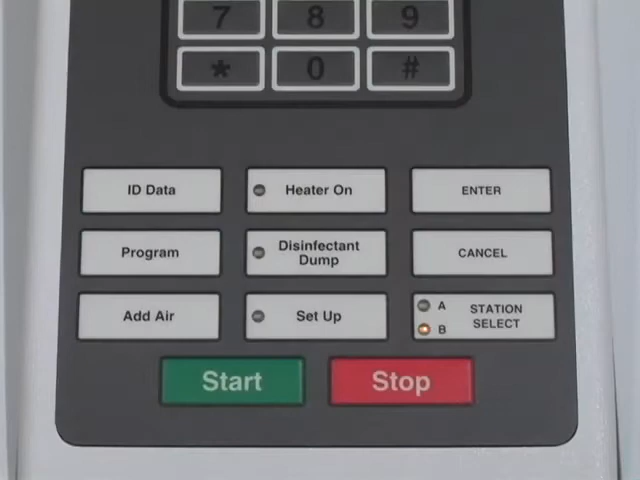 7 8 9
* 0 #
ID Data
Heater On
ENTER
Program
Disinfectant
Dump
CANCEL
Add Air
Set Up
A
B
STATION
SELECT
Start
Stop